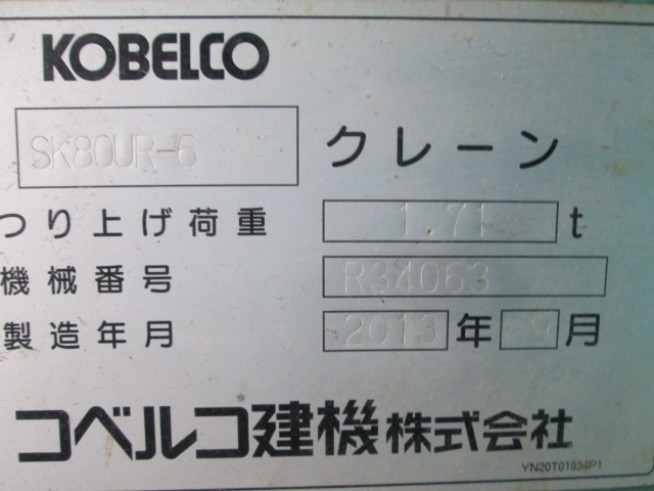 KOBELCO
SK80UR-6 クレーン
つり上げ荷重 1.71 t
機械番号 R34063
製造年月 2013 年 9 月
コベルコ建機株式会社
YN20T01934P1